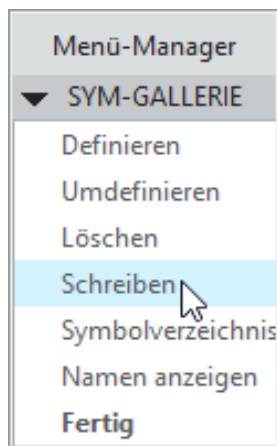 Menü-Manager
SYM-GALLERIE
Definieren
Umdefinieren
Löschen
Schreiben
Symbolverzeichnis
Namen anzeigen
Fertig